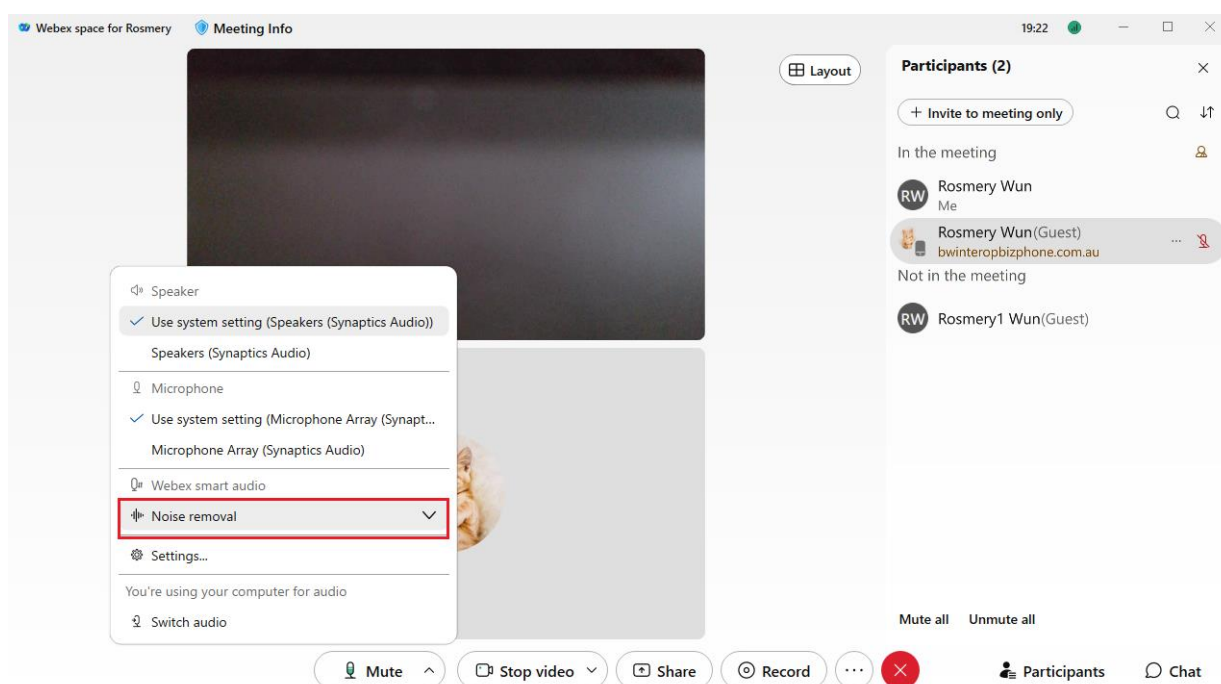 Webex space for Rosmery
Meeting Info
19:22
Layout
Participants (2)
Invite to meeting only
In the meeting
RW
Rosmery Wun
Me
Rosmery Wun(Guest)
bwinteropbizphone.com.au
Not in the meeting
RW
Rosmery1 Wun(Guest)
Speaker
Use system setting (Speakers (Synaptics Audio))
Speakers (Synaptics Audio)
Microphone
Use system setting (Microphone Array (Synapt...
Microphone Array (Synaptics Audio)
Webex smart audio
Noise removal
Settings...
You're using your computer for audio
Switch audio
Mute all Unmute all
Mute
Stop video
Share
Record
Participants
Chat